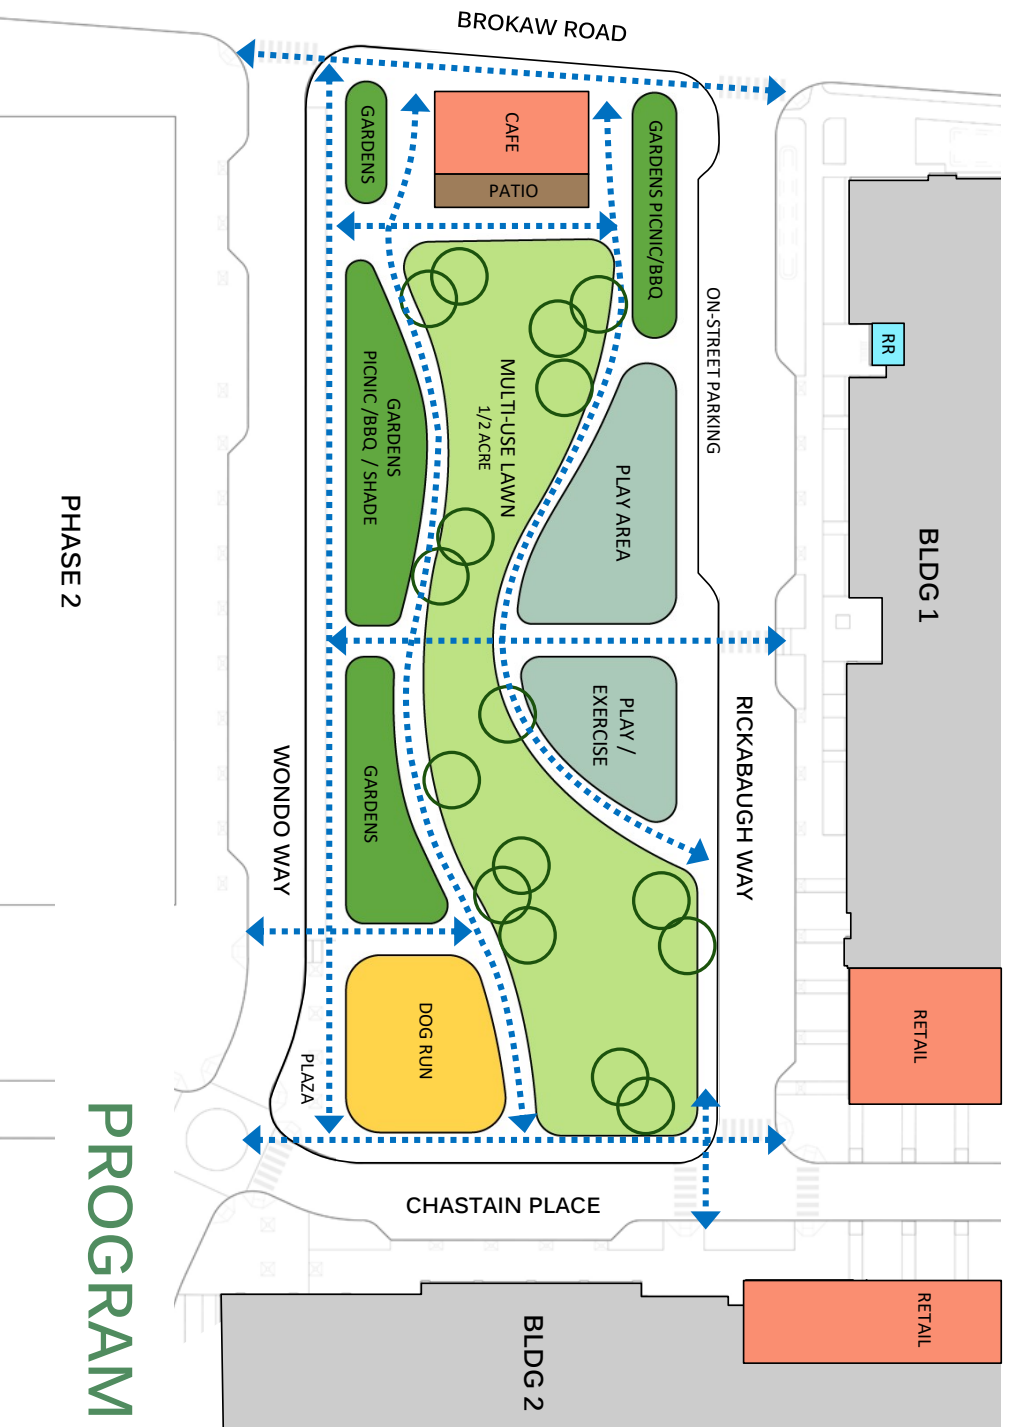 BROKAW ROAD
GARDENS
CAFE
PATIO
GARDENS PICNIC/BBQ
ON-STREET PARKING
RR
BLDG 1
GARDENS
PICNIC /BBQ / SHADE
MULTI-USE LAWN
1/2 ACRE
PLAY AREA
PHASE 2
PLAY /
EXERCISE
RICKABAUGH WAY
WONDO WAY
GARDENS
DOG RUN
PLAZA
RETAIL
CHASTAIN PLACE
RETAIL
BLDG 2
PROGRAM